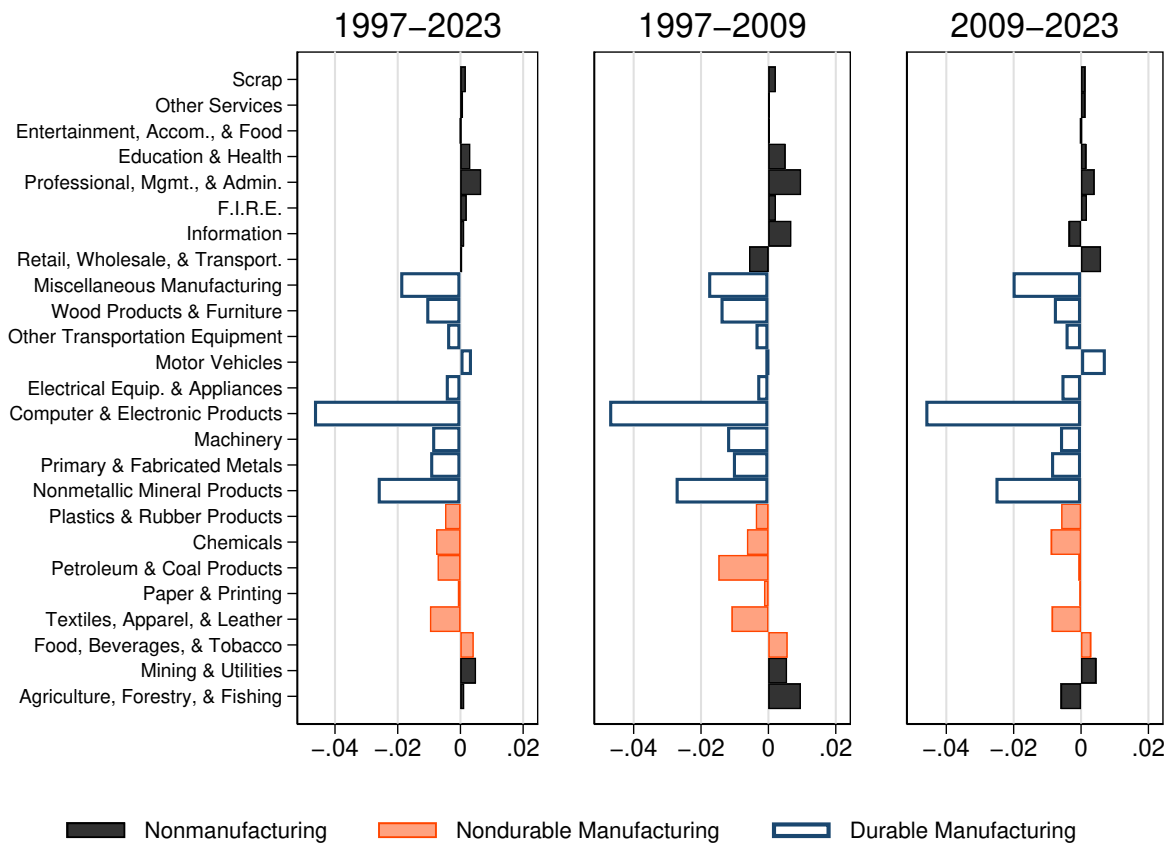 1997−2023 1997−2009 2009−2023
Scrap
Other Services
Entertainment, Accom., & Food
Education & Health
Professional, Mgmt., & Admin.
F.I.R.E.
Information
Retail, Wholesale, & Transport.
Miscellaneous Manufacturing
Wood Products & Furniture
Other Transportation Equipment
Motor Vehicles
Electrical Equip. & Appliances
Computer & Electronic Products
Machinery
Primary & Fabricated Metals
Nonmetallic Mineral Products
Plastics & Rubber Products
Chemicals
Petroleum & Coal Products
Paper & Printing
Textiles, Apparel, & Leather
Food, Beverages, & Tobacco
Mining & Utilities
Agriculture, Forestry, & Fishing
−.04 −.02 0 .02 −.04 −.02 0 .02 −.04 −.02 0 .02
Nonmanufacturing Nondurable Manufacturing Durable Manufacturing